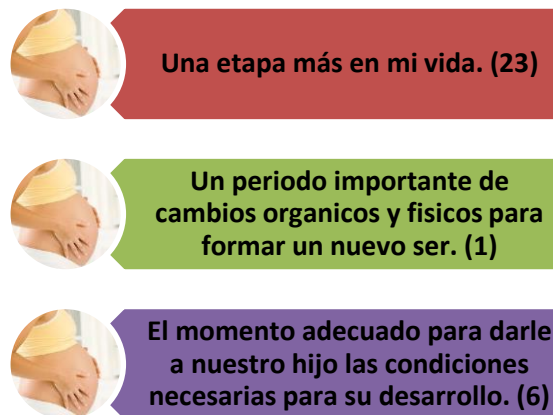 Una etapa más en mi vida. (23)
Un periodo importante de
cambios organicos y fisicos para
formar un nuevo ser. (1)
El momento adecuado para darle
a nuestro hijo las condiciones
necesarias para su desarrollo. (6)